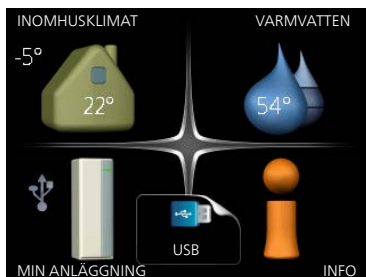 INOMHUSKLIMAT
VARMVATTEN
-5°
22°
54°
USB
MIN ANLÄGGNING
INFO